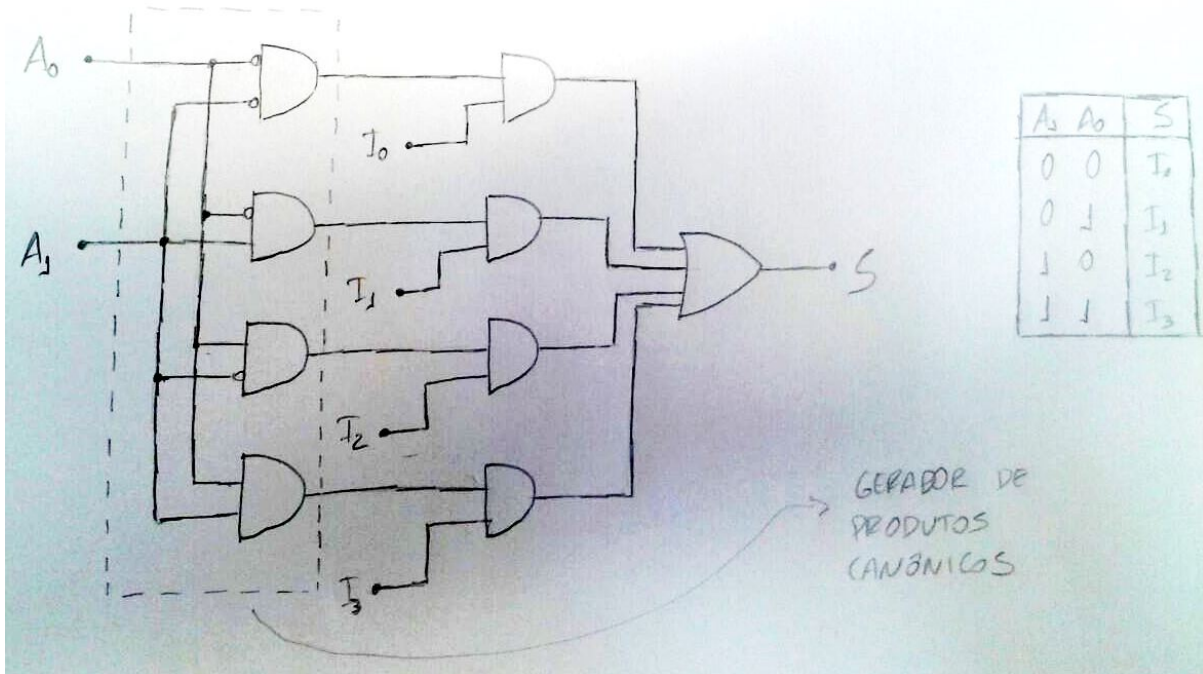 A₀
I₀
A₁
I₁
I₂
I₃
S
A₁ A₀ S
0 0 I₀
0 1 I₁
1 0 I₂
1 1 I₃
GERADOR DE
PRODUTOS
CANÔNICOS